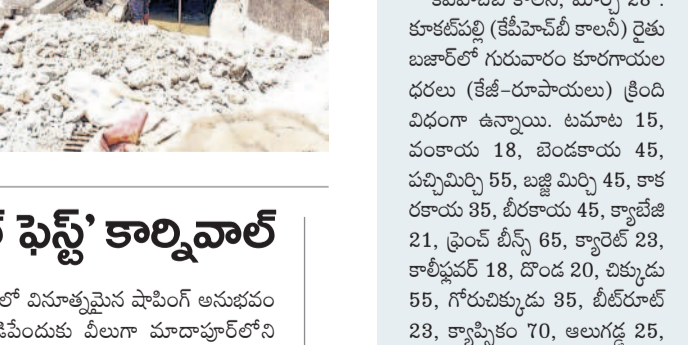 కూకట్‌పల్లి (కేపీహెచ్‌బీ కాలనీ) రైతు
బజార్‌లో గురువారం కూరగాయల
ధరలు (కేజీ-రూపాయలు) క్రింది
విధంగా ఉన్నాయి. టమాట 15,
వంకాయ 18, బెండకాయ 45,
పచ్చిమిర్చి 55, బజ్జి మిర్చి 45, కాక
రకాయ 35, బీరకాయ 45, క్యాబేజి
21, ఫ్రెంచ్ బీన్స్ 65, క్యారెట్ 23,
కాలీఫ్లవర్ 18, దొండ 20, చిక్కుడు
55, గోరుచిక్కుడు 35, బీట్‌రూట్
23, క్యాప్సికం 70, ఆలుగడ్డ 25,
ఫెస్ట్’ కార్నివాల్
లో వినూత్నమైన షాపింగ్ అనుభవం
వీలుగా మాదాపూర్‌లోని